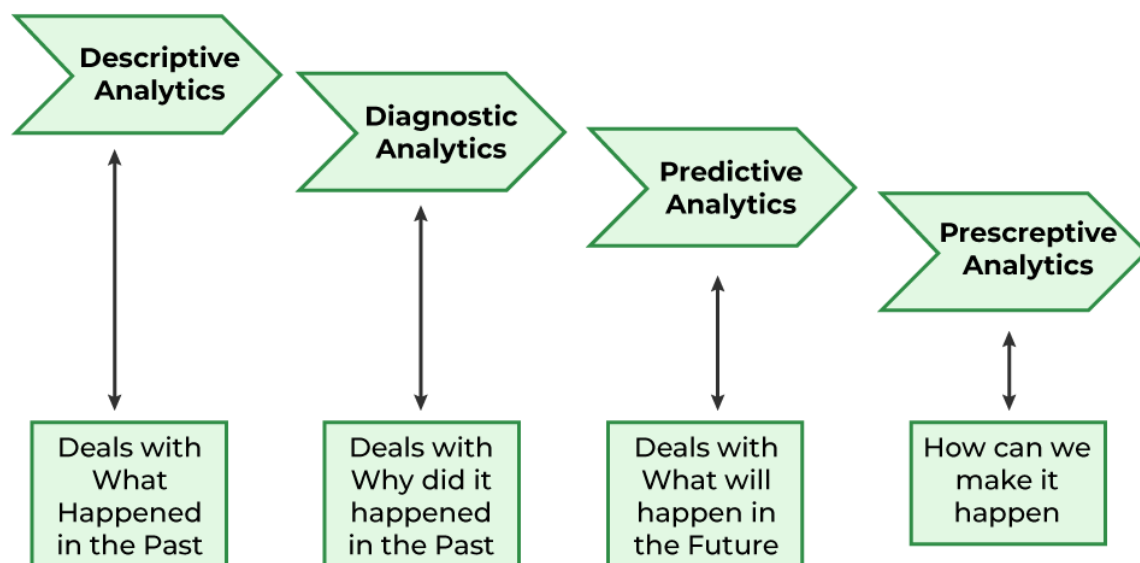 Descriptive
Analytics
Diagnostic
Analytics
Predictive
Analytics
Prescreptive
Analytics
Deals with
What
Happened
in the Past
Deals with
Why did it
happened
in the Past
Deals with
What will
happen in
the Future
How can we
make it
happen